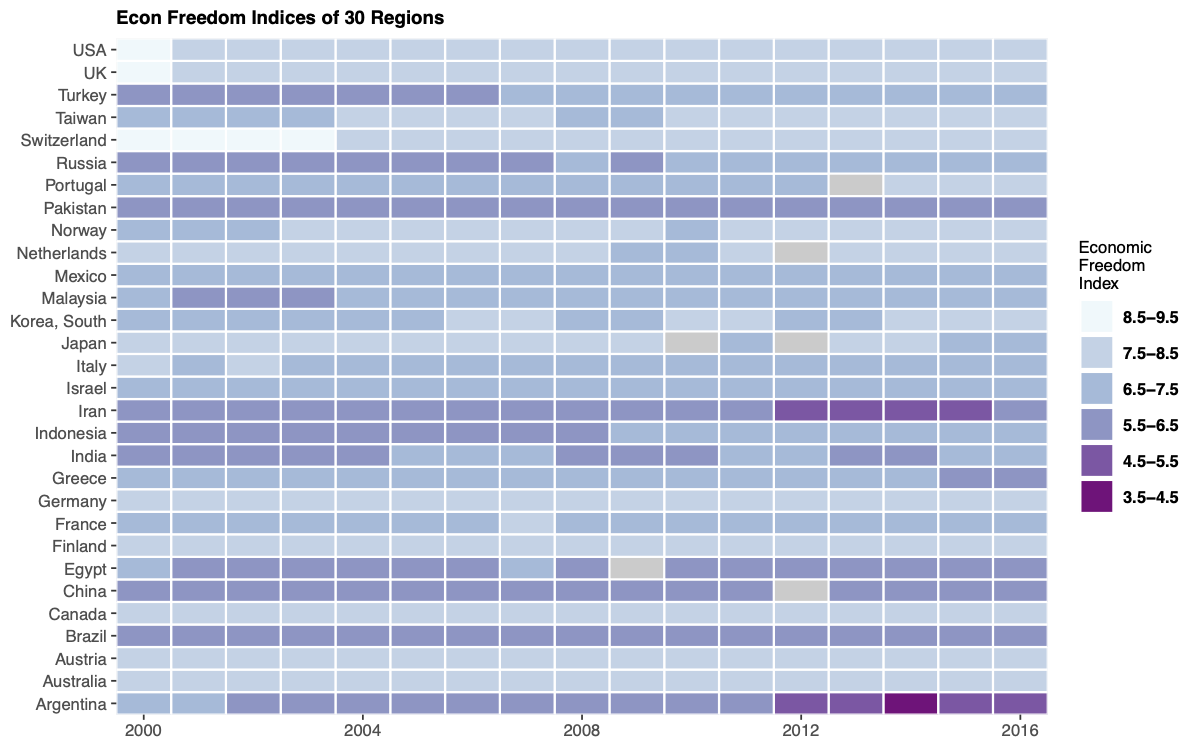 Econ Freedom Indices of 30 Regions
USA
UK
Turkey
Taiwan
Switzerland
Russia
Portugal
Pakistan
Norway
Netherlands
Mexico
Malaysia
Korea, South
Japan
Italy
Israel
Iran
Indonesia
India
Greece
Germany
France
Finland
Egypt
China
Canada
Brazil
Austria
Australia
Argentina
2000 2004 2008 2012 2016
Economic
Freedom
Index
8.5–9.5
7.5–8.5
6.5–7.5
5.5–6.5
4.5–5.5
3.5–4.5